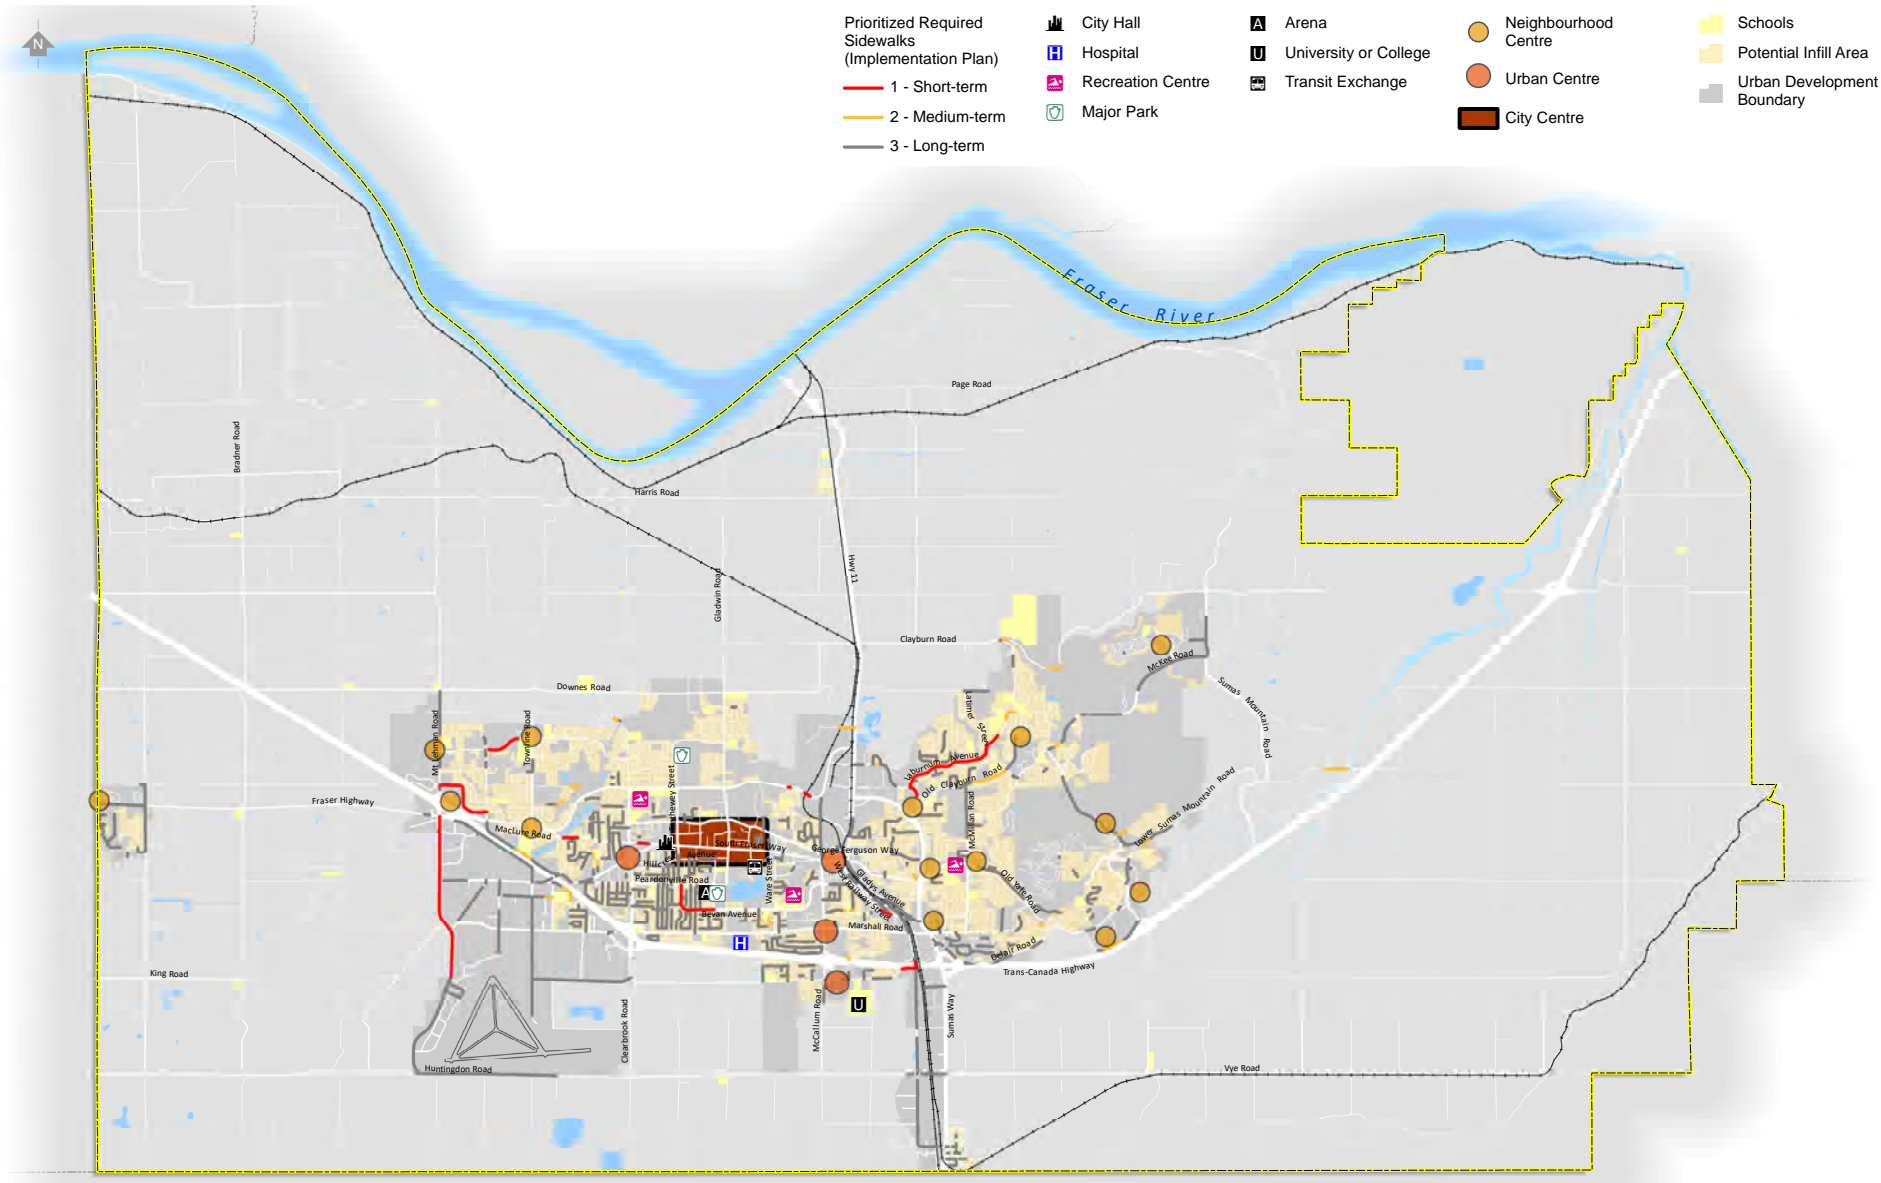 Prioritized Required
Sidewalks
(Implementation Plan)
1 - Short-term
2 - Medium-term
3 - Long-term
City Hall
Hospital
Recreation Centre
Major Park
A Arena
U University or College
Transit Exchange
Neighbourhood
Centre
Urban Centre
City Centre
Schools
Potential Infill Area
Urban Development
Boundary
N
H
Fraser River
Page Road
Bradner Road
Harris Road
Hwy 11
Gladwin Road
Clayburn Road
McKee Road
Downes Road
Sumas Mountain Road
Latimer Street
Mt Lehman Road
Townline Road
Laburnum Avenue
Old Clayburn Road
Fraser Highway
MacLure Road
McMillan Road
Lower Sumas Mountain Road
South Fraser Way
George Ferguson Way
Avenue
Peardonville Road
Ware Street
Gladys Avenue
West Railway Street
Old Yale Road
A
Bevan Avenue
Marshall Road
H
Delair Road
King Road
Trans-Canada Highway
U
Clearbrook Road
McCallum Road
Sumas Way
Huntingdon Road
Vye Road